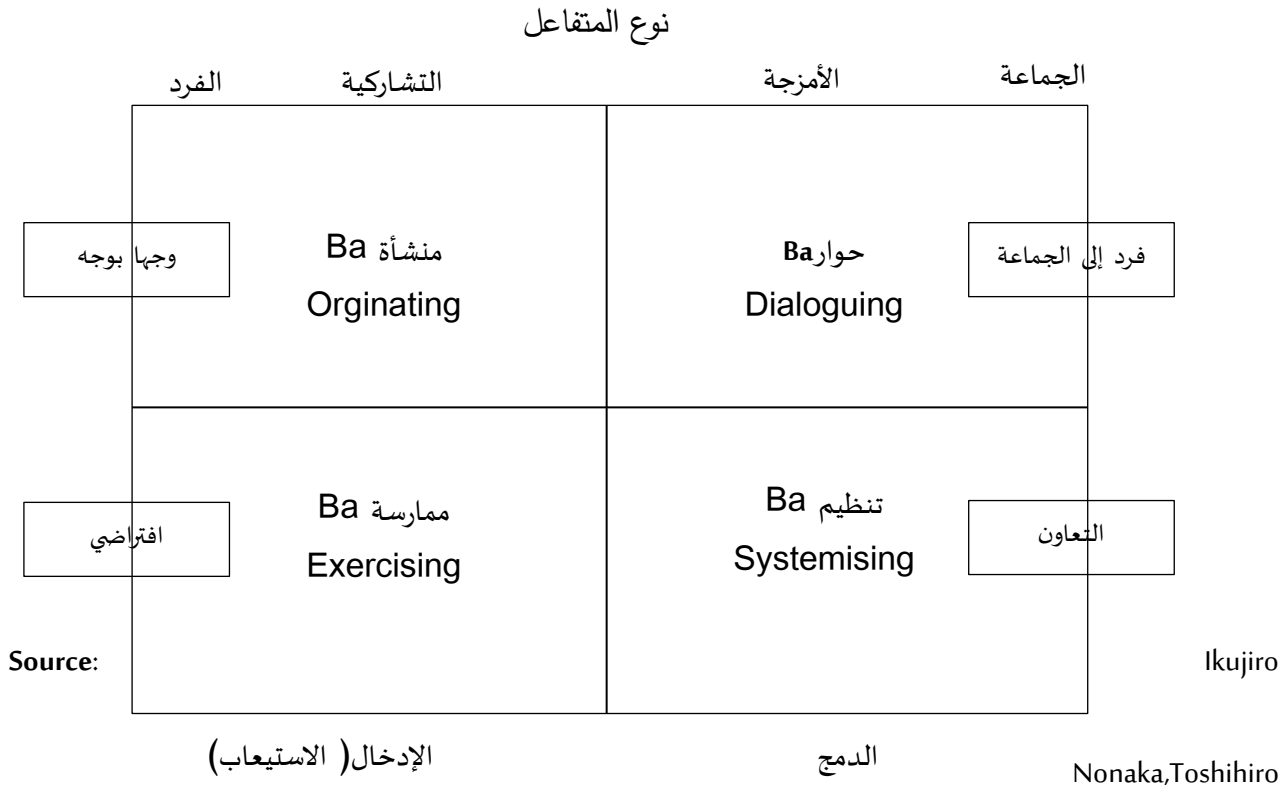 نوع المتفاعل
الجماعة
الأمزجة
التشاركية
الفرد
فرد إلى الجماعة
حوارBa
Dialoguing
منشأة Ba
Orginating
وجها بوجه
التعاون
تنظيم Ba
Systemising
ممارسة Ba
Exercising
افتراضي
Source: Ikujiro
الدمج
الإدخال( الاستيعاب)
Nonaka,Toshihiro